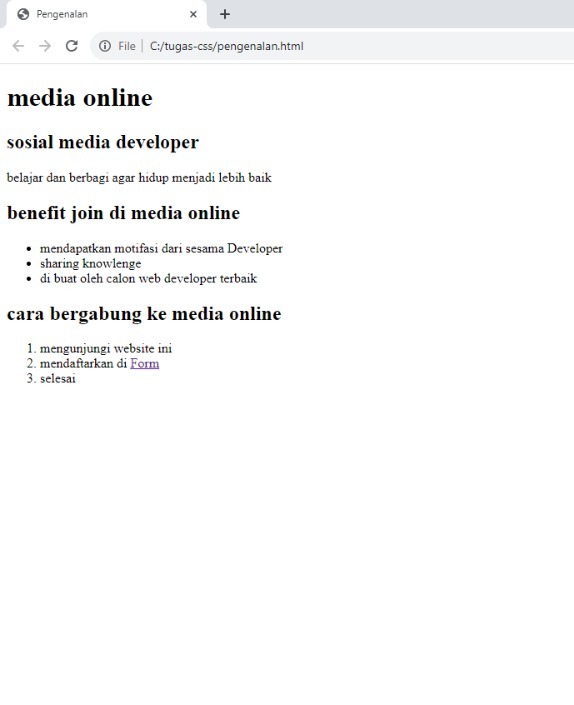 Pengenalan
File
C:/tugas-css/pengenalan.html
media online
sosial media developer
belajar dan berbagi agar hidup menjadi lebih baik
benefit join di media online
mendapatkan motifasi dari sesama Developer
sharing knowlenge
di buat oleh calon web developer terbaik
cara bergabung ke media online
1. mengunjungi website ini
2. mendaftarkan di Form
3. selesai